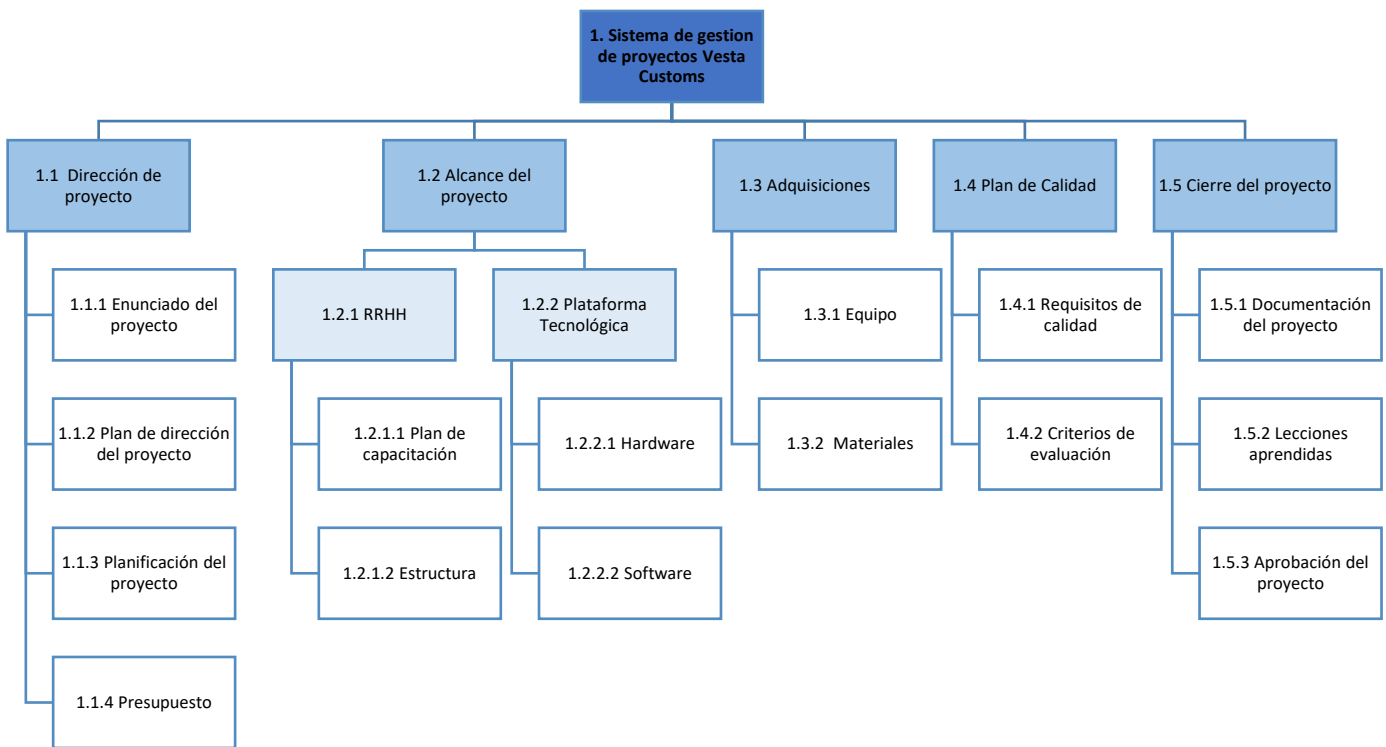 1. Sistema de gestion
de proyectos Vesta
Customs
1.1 Dirección de
proyecto
1.2 Alcance del
proyecto
1.3 Adquisiciones
1.4 Plan de Calidad
1.5 Cierre del proyecto
1.1.1 Enunciado del
proyecto
1.2.1 RRHH
1.2.2 Plataforma
Tecnológica
1.3.1 Equipo
1.4.1 Requisitos de
calidad
1.5.1 Documentación
del proyecto
1.1.2 Plan de dirección
del proyecto
1.2.1.1 Plan de
capacitación
1.2.2.1 Hardware
1.3.2 Materiales
1.4.2 Criterios de
evaluación
1.5.2 Lecciones
aprendidas
1.1.3 Planificación del
proyecto
1.2.1.2 Estructura
1.2.2.2 Software
1.5.3 Aprobación del
proyecto
1.1.4 Presupuesto